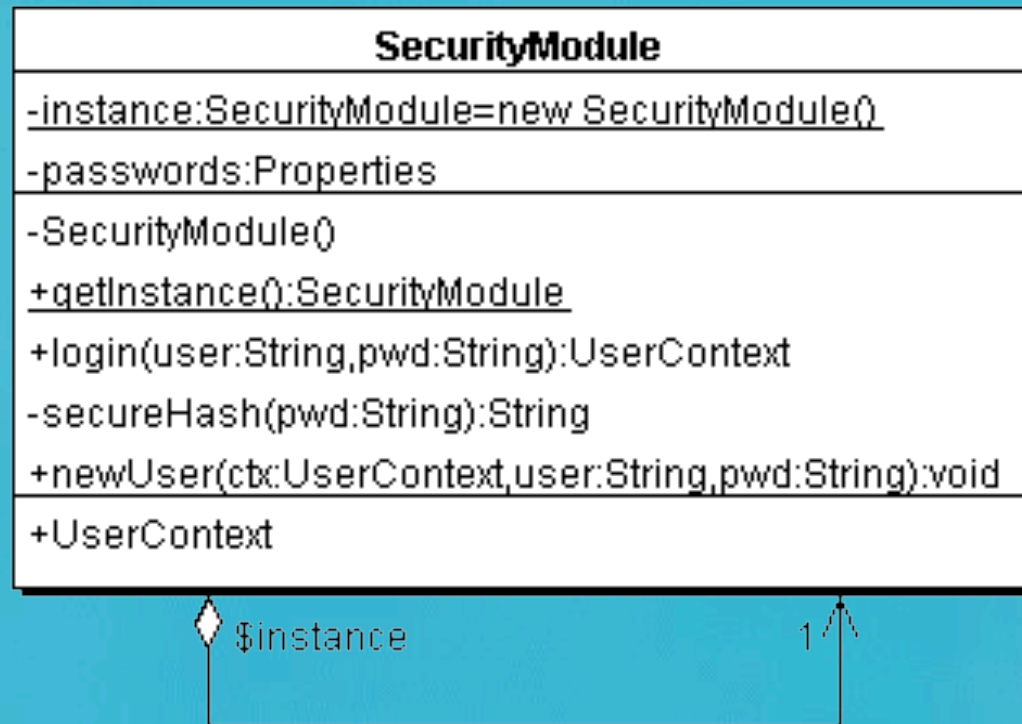 SecurityModule
-instance:SecurityModule=new SecurityModule()
-passwords:Properties
-SecurityModule()
+getInstance():SecurityModule
+login(user:String,pwd:String):UserContext
-secureHash(pwd:String):String
+newUser(ctx:UserContext,user:String,pwd:String):void
+UserContext
$instance
1